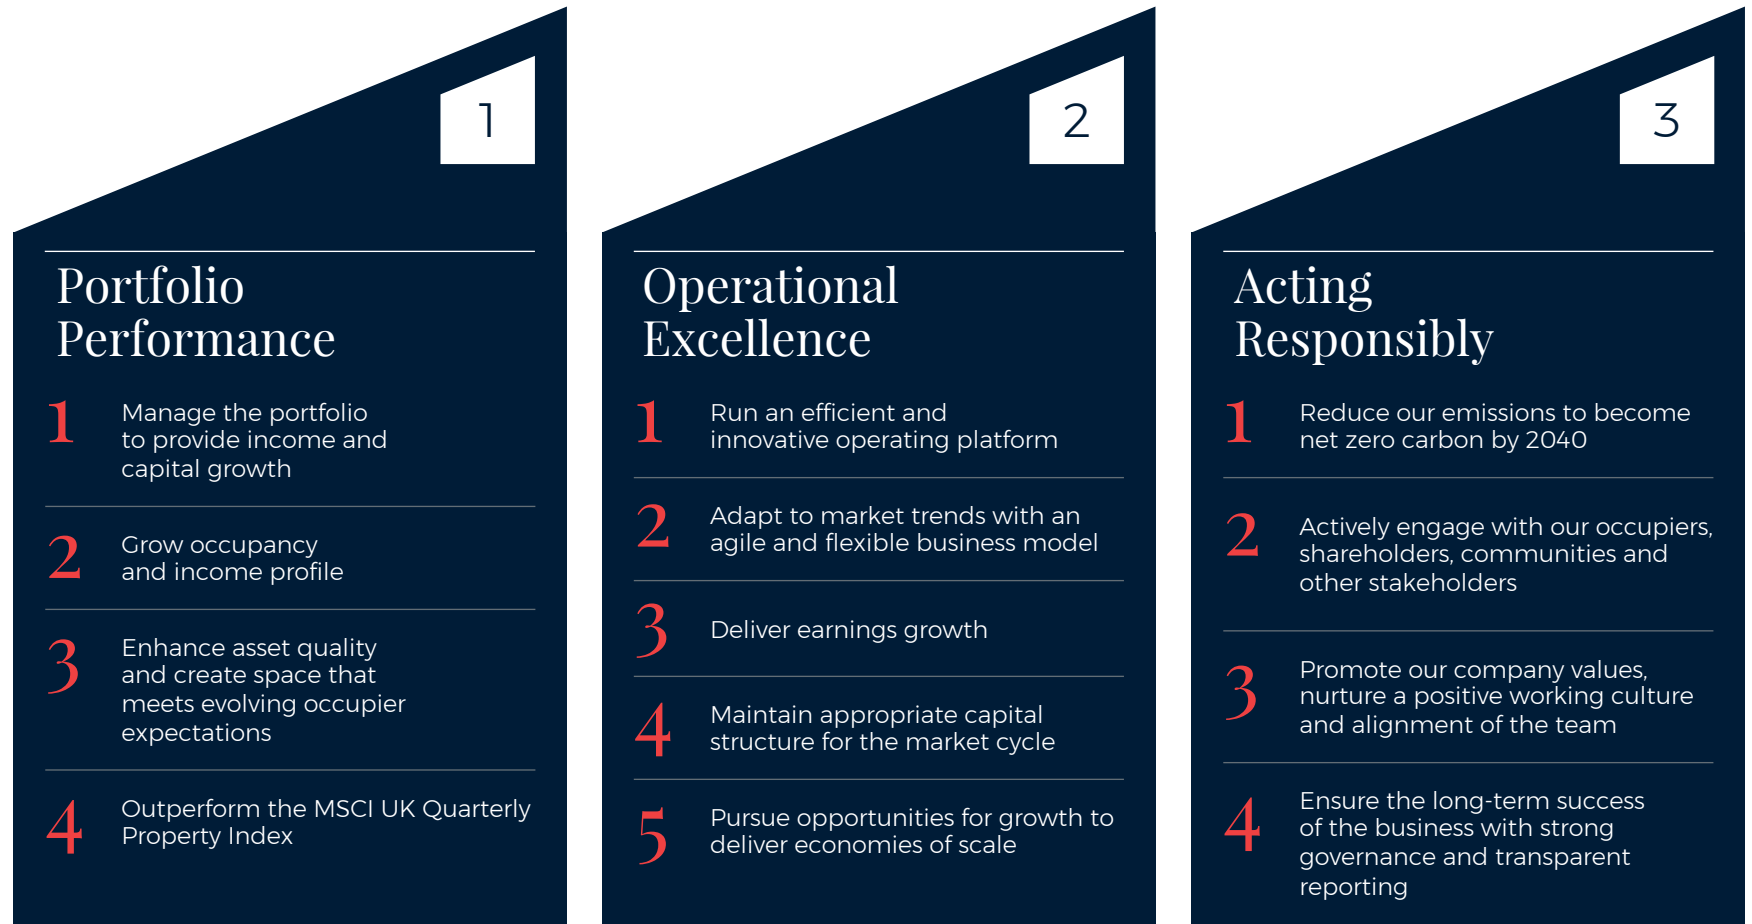 1
Portfolio
Performance
1
Manage the portfolio
to provide income and
capital growth
2
Grow occupancy
and income profile
3
Enhance asset quality
and create space that
meets evolving occupier
expectations
4
Outperform the MSCI UK Quarterly
Property Index
2
Operational
Excellence
1
Run an efficient and
innovative operating platform
2
Adapt to market trends with an
agile and flexible business model
3
Deliver earnings growth
4
Maintain appropriate capital
structure for the market cycle
5
Pursue opportunities for growth to
deliver economies of scale
3
Acting
Responsibly
1
Reduce our emissions to become
net zero carbon by 2040
2
Actively engage with our occupiers,
shareholders, communities and
other stakeholders
3
Promote our company values,
nurture a positive working culture
and alignment of the team
4
Ensure the long-term success
of the business with strong
governance and transparent
reporting